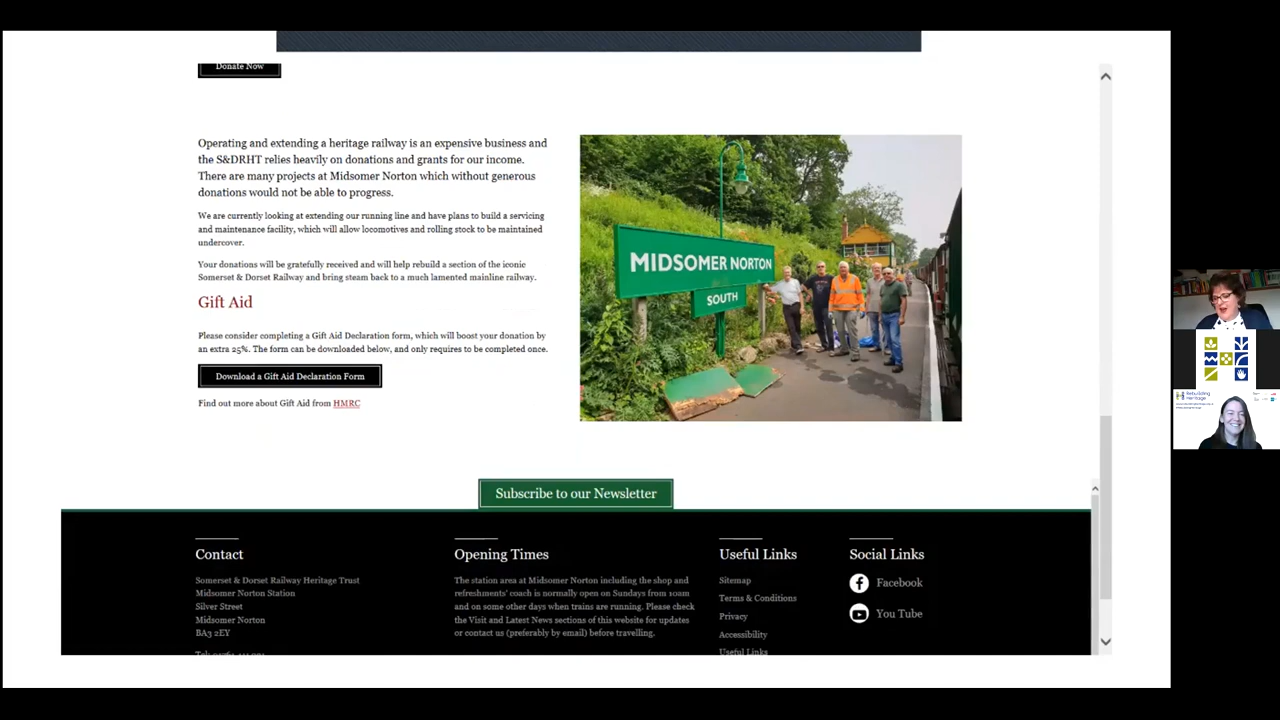 Donate Now
Operating and extending a heritage railway is an expensive business and
the S&DRHT relies heavily on donations and grants for our income.
There are many projects at Midsomer Norton which without generous
donations would not be able to progress.
We are currently looking at extending our running line and have plans to build a servicing
and maintenance facility, which will allow locomotives and rolling stock to be maintained
undercover.
Your donations will be gratefully received and will help rebuild a section of the iconic
Somerset & Dorset Railway and bring steam back to a much lamented mainline railway.
Gift Aid
Please consider completing a Gift Aid Declaration form, which will boost your donation by
an extra 25%. The form can be downloaded below, and only requires to be completed once.
Download a Gift Aid Declaration Form
Find out more about Gift Aid from HMRC
MIDSOMER NORTON
SOUTH
Rebuilding
Heritage
Subscribe to our Newsletter
Contact
Somerset & Dorset Railway Heritage Trust
Midsomer Norton Station
Silver Street
Midsomer Norton
BA3 2EY
Opening Times
The station area at Midsomer Norton including the shop and
refreshments' coach is normally open on Sundays from 10am
and on some other days when trains are running. Please check
the Visit and Latest News sections of this website for updates
or contact us (preferably by email) before travelling.
Useful Links
Sitemap
Terms & Conditions
Privacy
Accessibility
Useful Links
Social Links
Facebook
You Tube